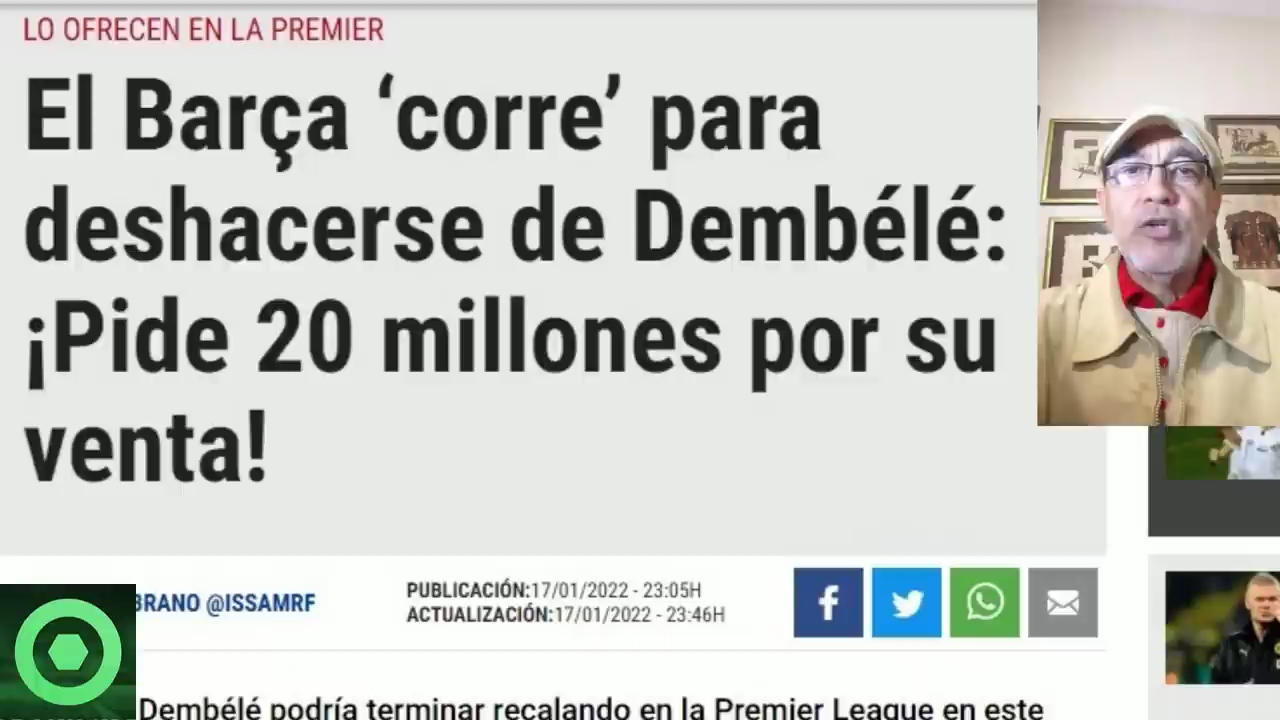 LO OFRECEN EN LA PREMIER
El Barça ‘corre’ para
deshacerse de Dembélé:
¡Pide 20 millones por su
venta!
BRANO @ISSAMRF
PUBLICACIÓN:17/01/2022 - 23:05H
ACTUALIZACIÓN:17/01/2022 - 23:46H
Dembélé podría terminar recalando en la Premier League en este